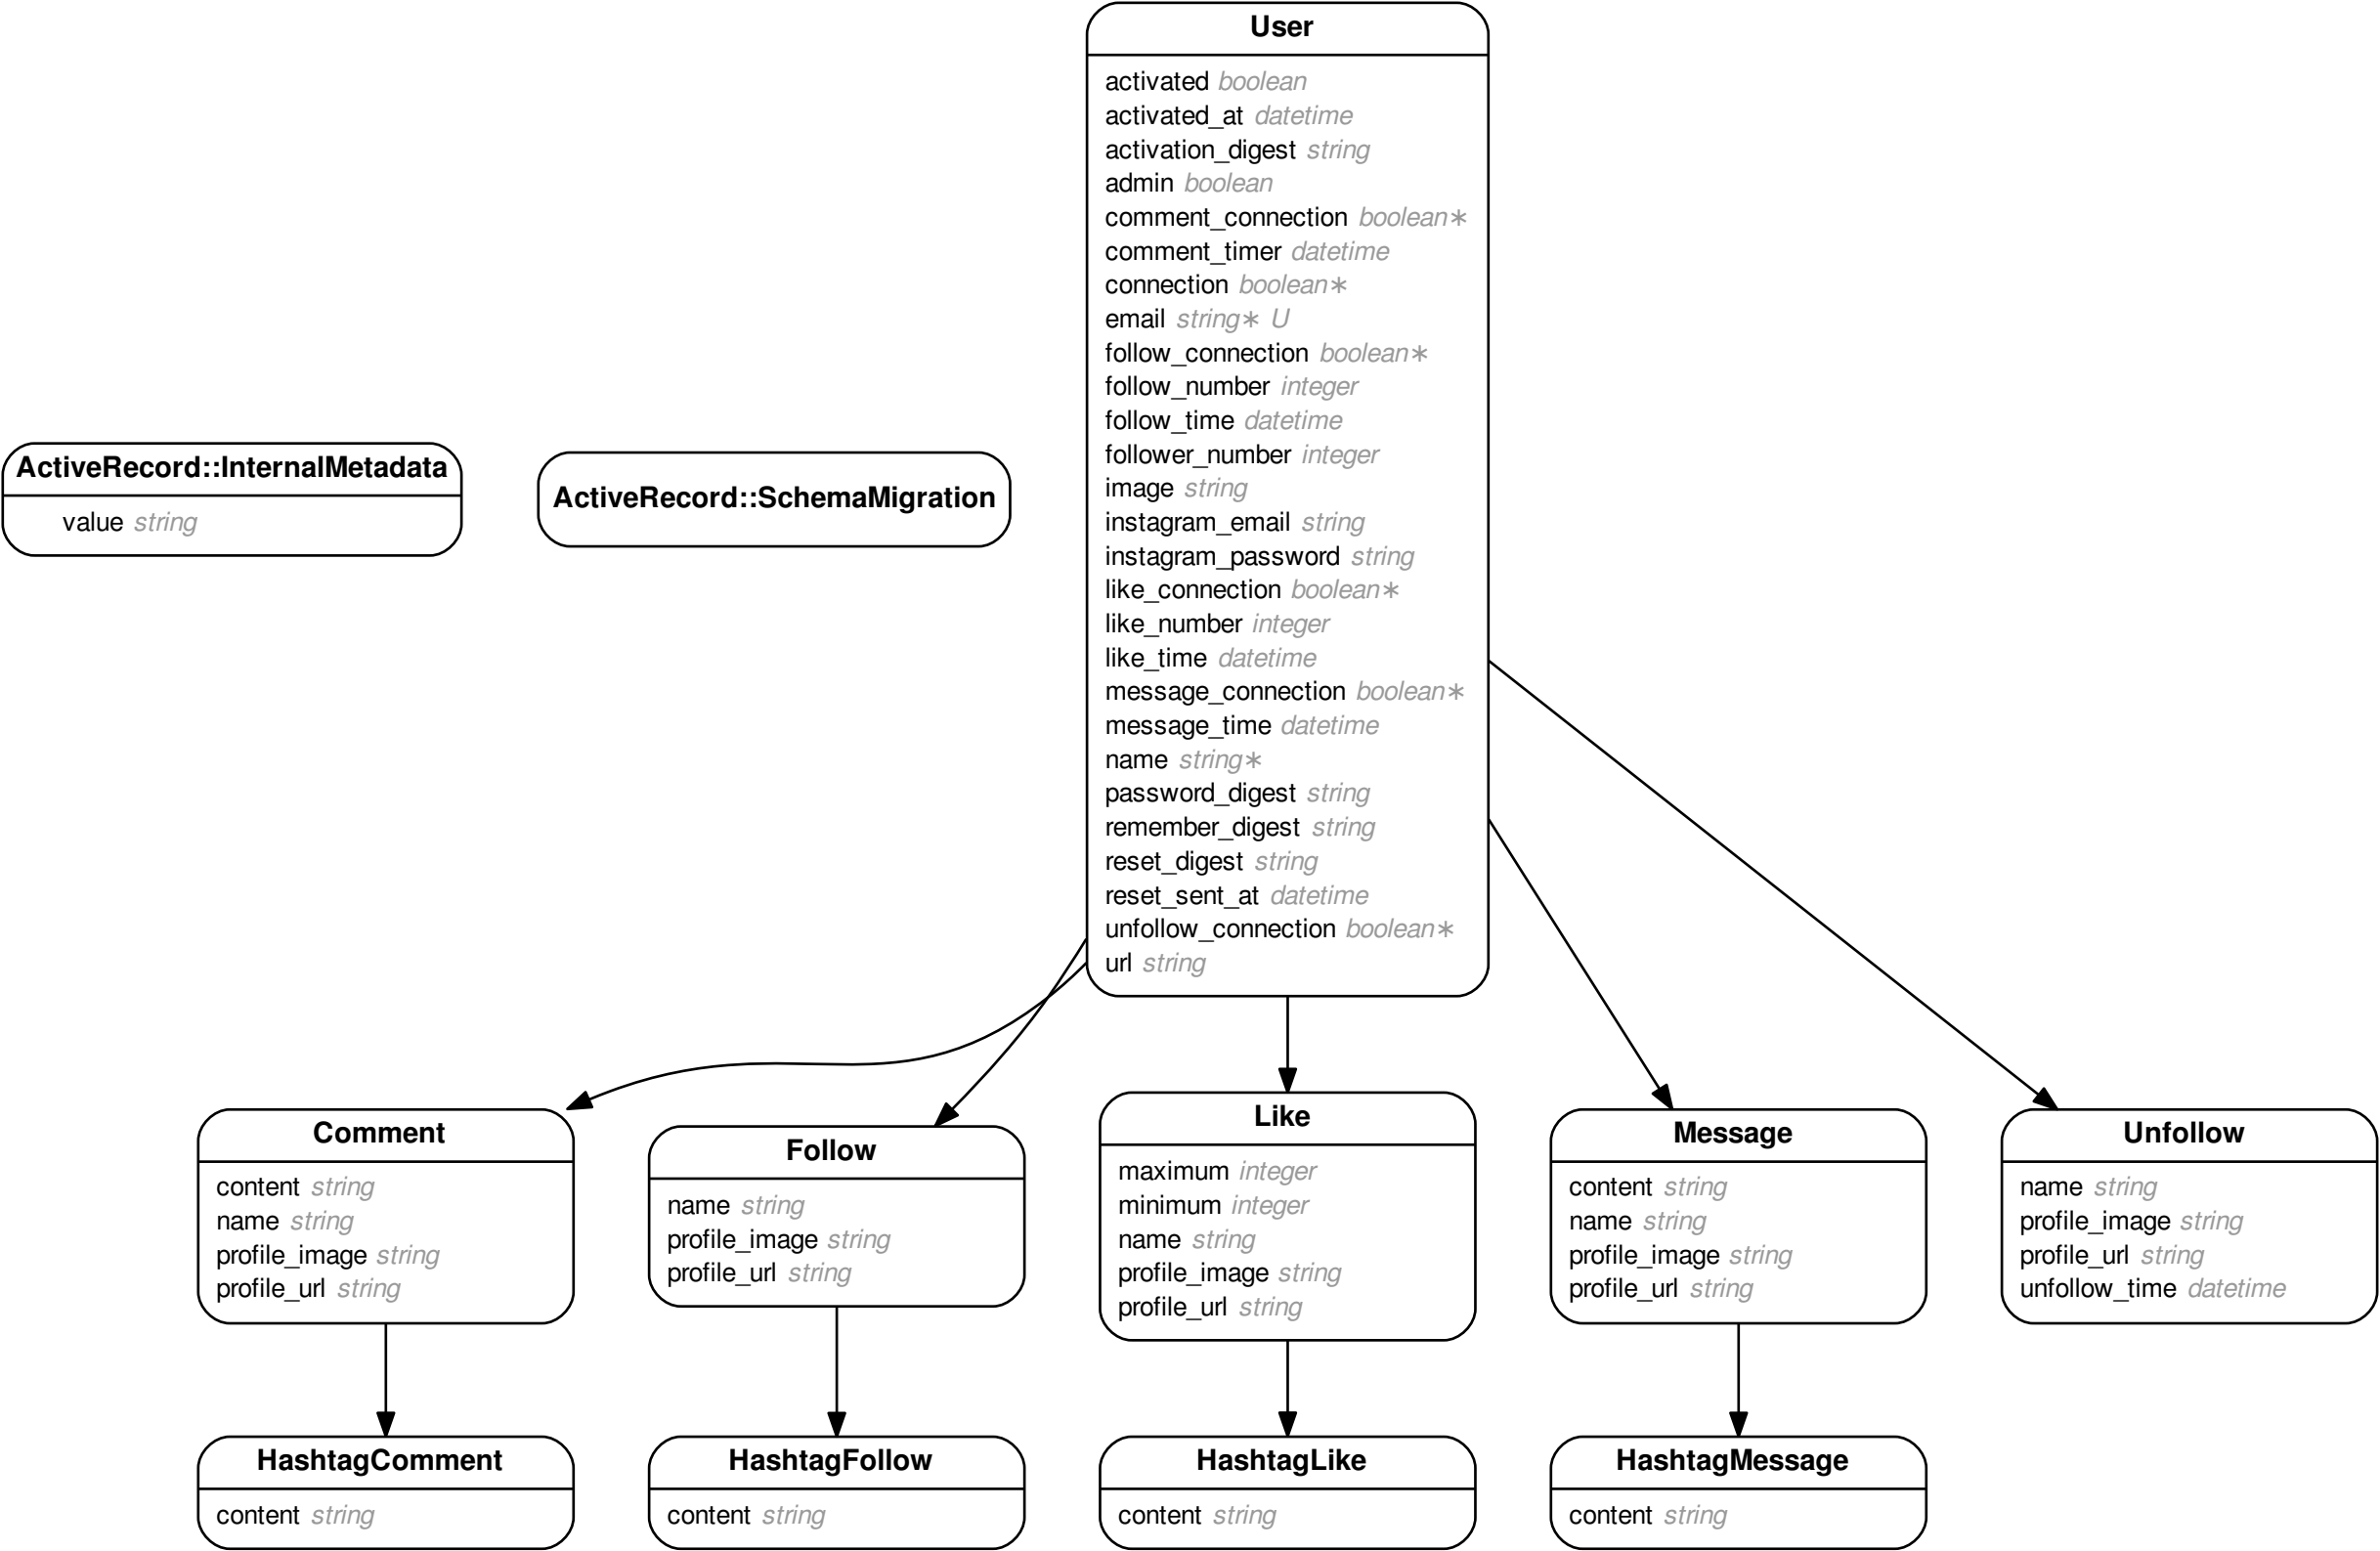 User
activated boolean
activated_at datetime
activation_digest string
admin boolean
comment_connection boolean∗
comment_timer datetime
connection boolean∗
email string∗ U
follow_connection boolean∗
follow_number integer
follow_time datetime
follower_number integer
image string
instagram_email string
instagram_password string
like_connection boolean∗
like_number integer
like_time datetime
message_connection boolean∗
message_time datetime
name string∗
password_digest string
remember_digest string
reset_digest string
reset_sent_at datetime
unfollow_connection boolean∗
url string
ActiveRecord::InternalMetadata
value string
ActiveRecord::SchemaMigration
Comment
content string
name string
profile_image string
profile_url string
Follow
name string
profile_image string
profile_url string
Like
maximum integer
minimum integer
name string
profile_image string
profile_url string
Message
content string
name string
profile_image string
profile_url string
Unfollow
name string
profile_image string
profile_url string
unfollow_time datetime
HashtagComment
content string
HashtagFollow
content string
HashtagLike
content string
HashtagMessage
content string